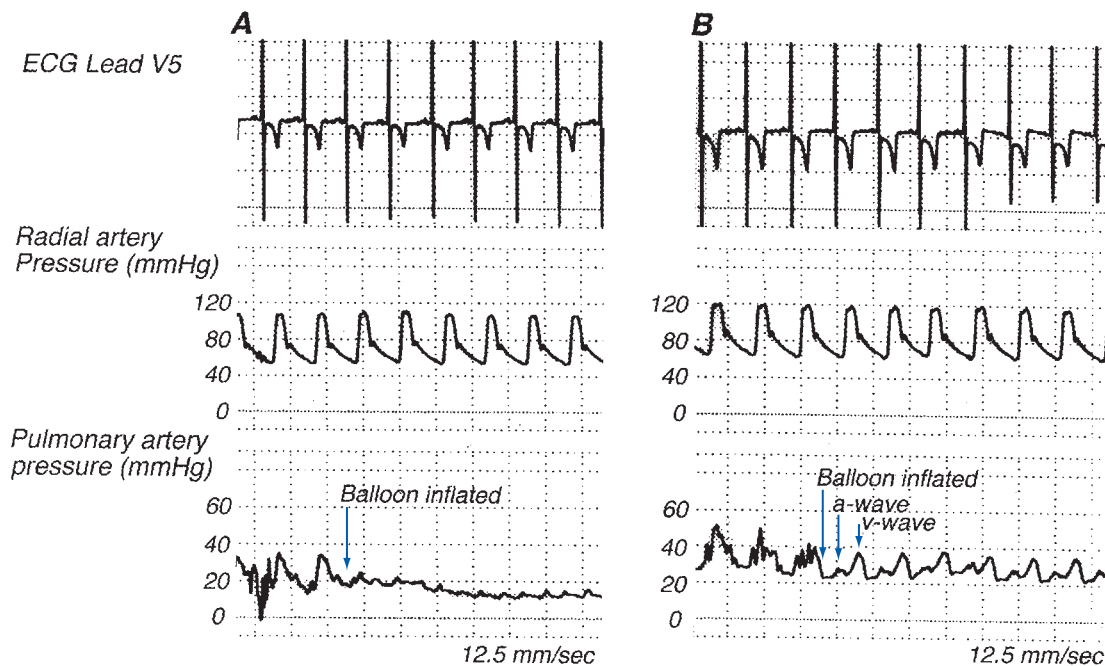 A
B
ECG Lead V5
Radial artery
Pressure (mmHg)
120
80
40
0
120
80
40
0
Pulmonary artery
pressure (mmHg)
60
40
20
0
Balloon inflated
60
40
20
0
Balloon inflated
a-wave
v-wave
12.5 mm/sec
12.5 mm/sec